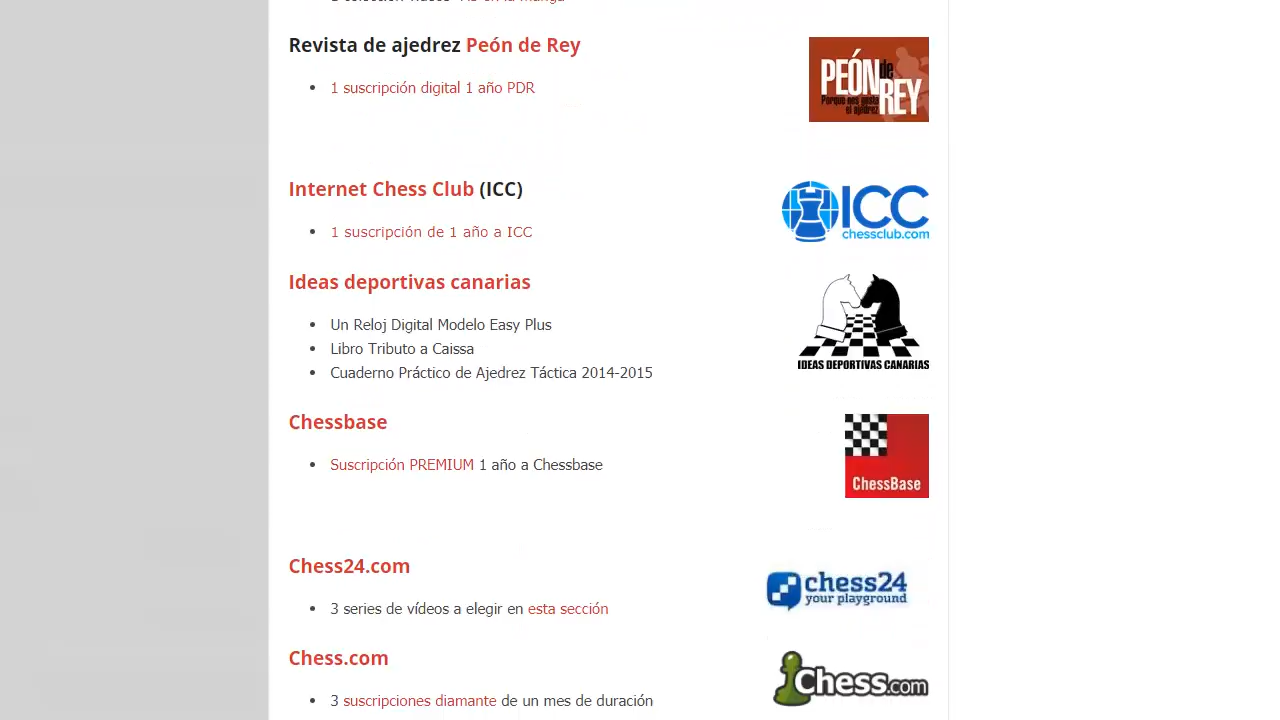 Revista de ajedrez Peón de Rey
PEÓN de REY
Porque nos gusta
el ajedrez
• 1 suscripción digital 1 año PDR
Internet Chess Club (ICC)
ICC
chessclub.com
• 1 suscripción de 1 año a ICC
Ideas deportivas canarias
• Un Reloj Digital Modelo Easy Plus
• Libro Tributo a Caissa
• Cuaderno Práctico de Ajedrez Táctica 2014-2015
IDEAS DEPORTIVAS CANARIAS
Chessbase
• Suscripción PREMIUM 1 año a Chessbase
ChessBase
Chess24.com
chess24
your playground
• 3 series de vídeos a elegir en esta sección
Chess.com
Chess.com
• 3 suscripciones diamante de un mes de duración